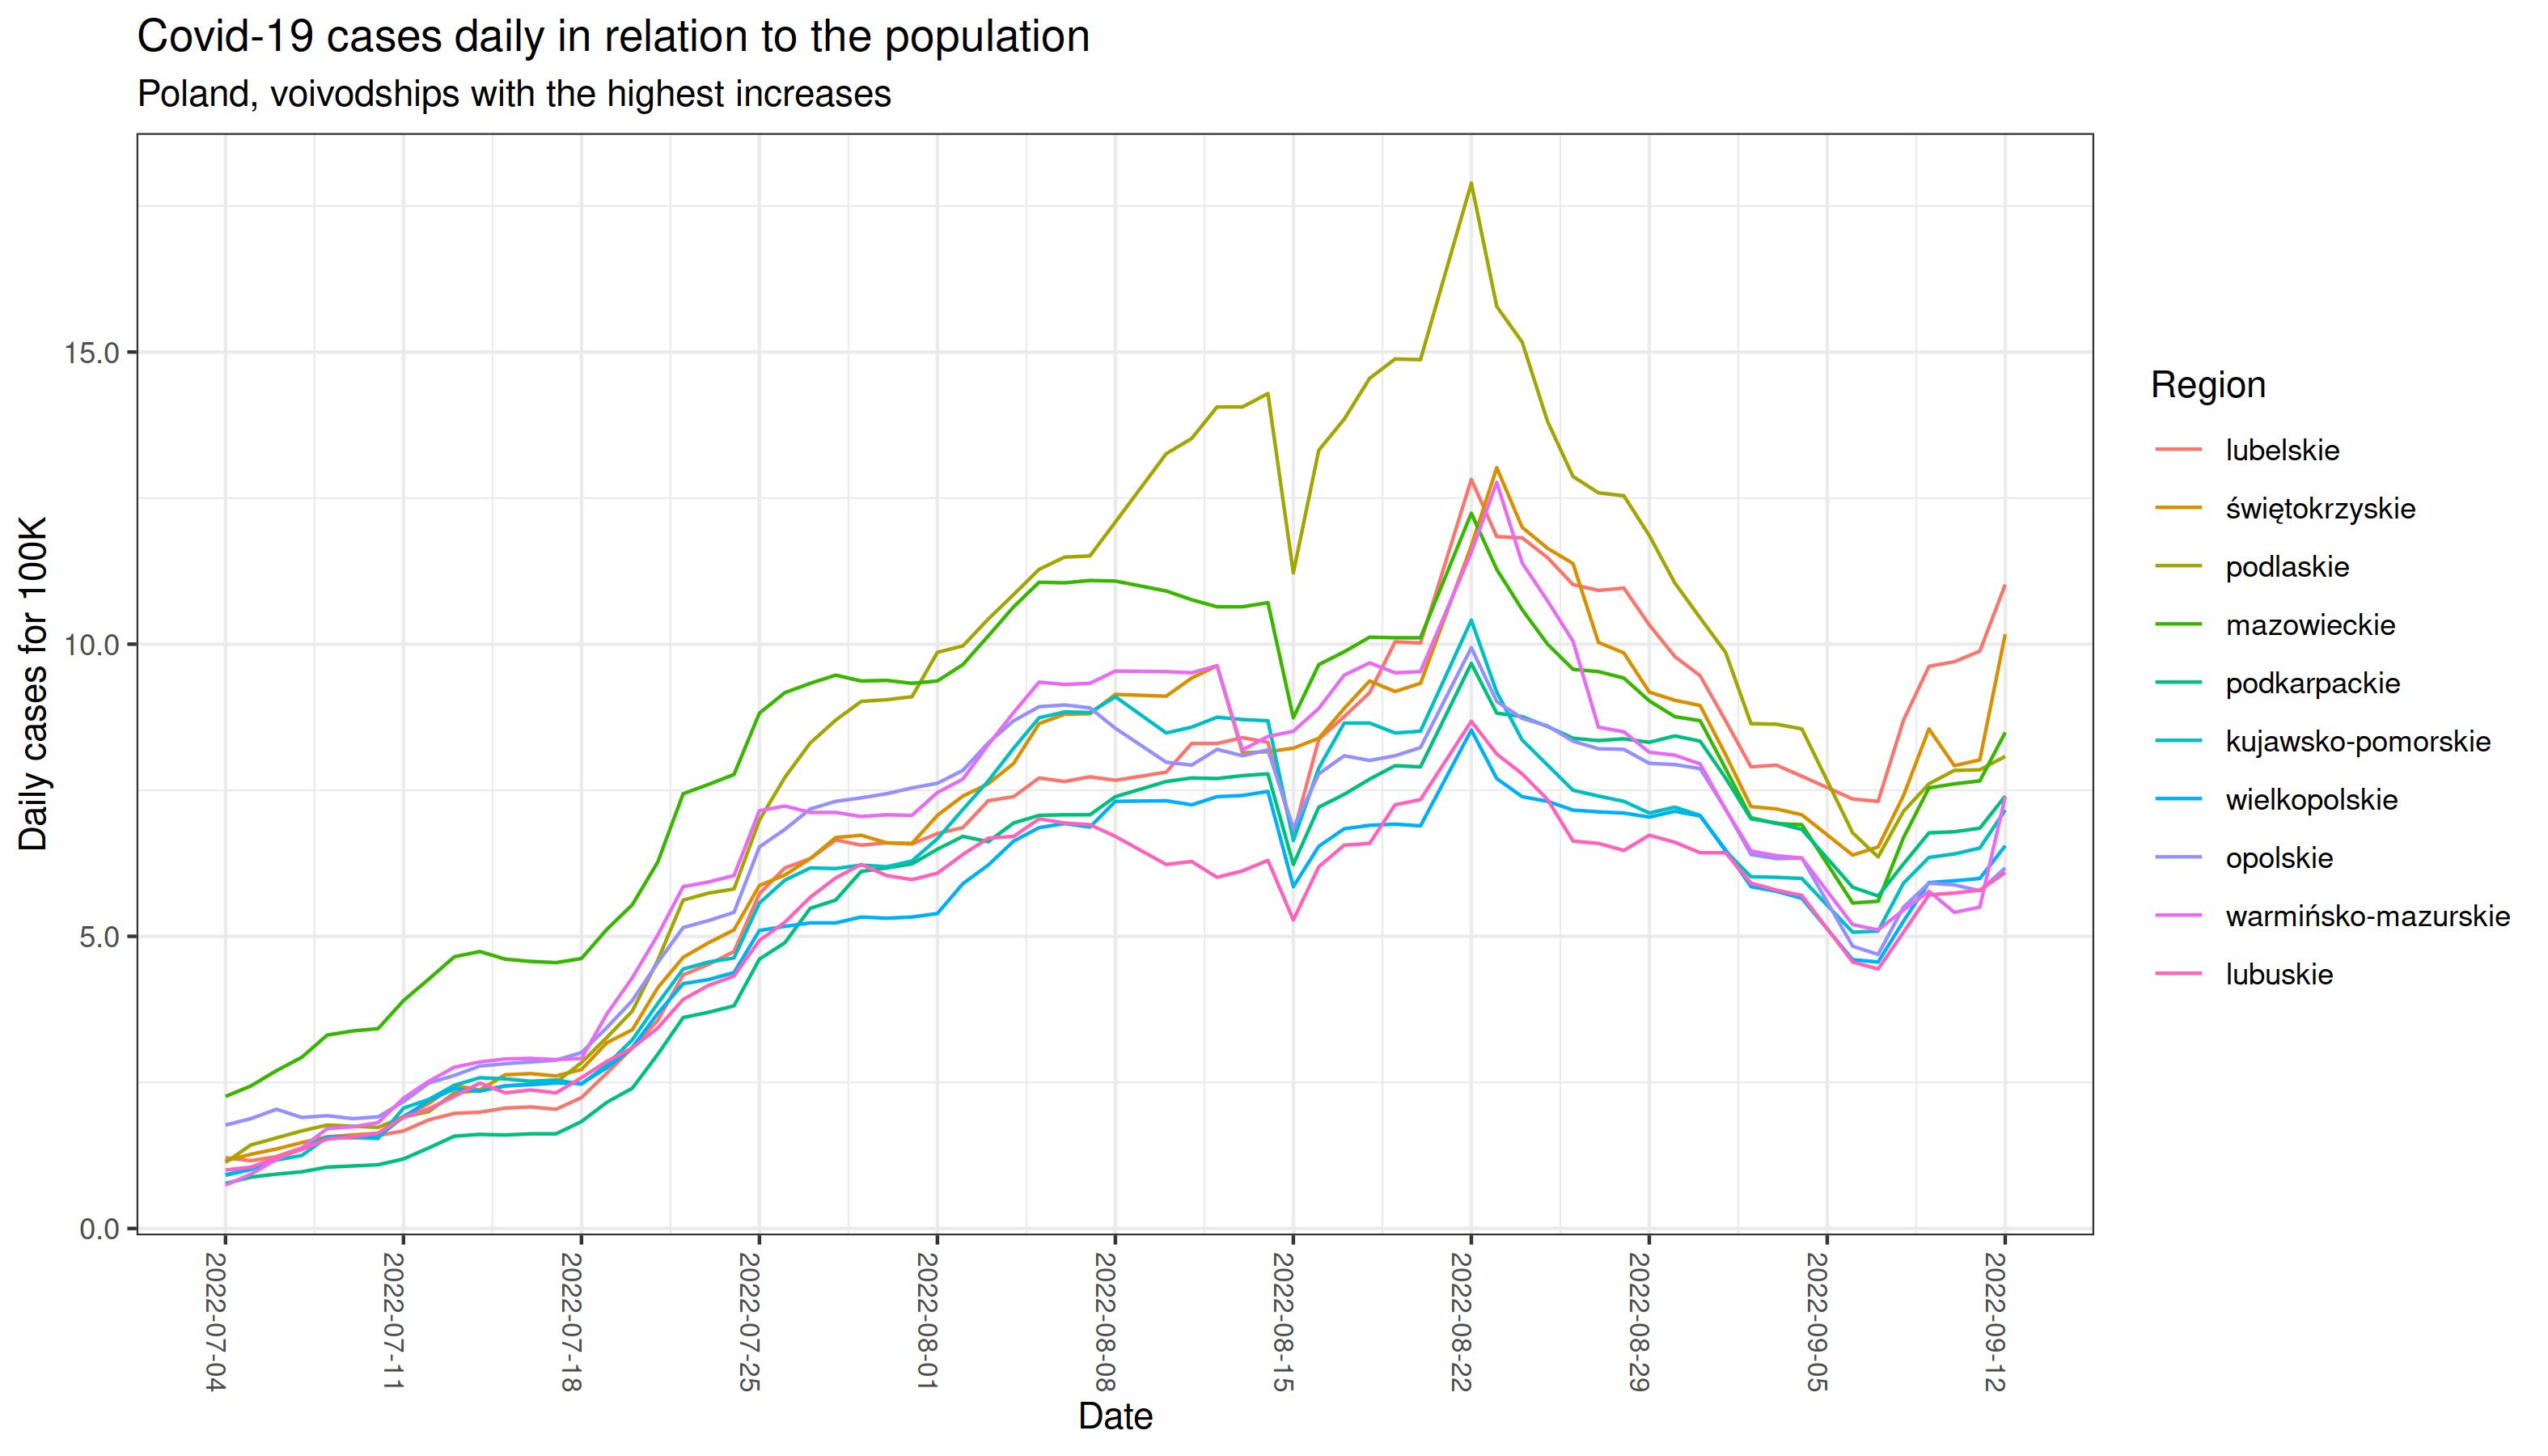 Covid-19 cases daily in relation to the population
Poland, voivodships with the highest increases
Daily cases for 100K
15.0
10.0
5.0
0.0
2022-07-04
2022-07-11
2022-07-18
2022-07-25
2022-08-01
2022-08-08
2022-08-15
2022-08-22
2022-08-29
2022-09-05
2022-09-12
Date
Region
lubelskie
świętokrzyskie
podlaskie
mazowieckie
podkarpackie
kujawsko-pomorskie
wielkopolskie
opolskie
warmińsko-mazurskie
lubuskie